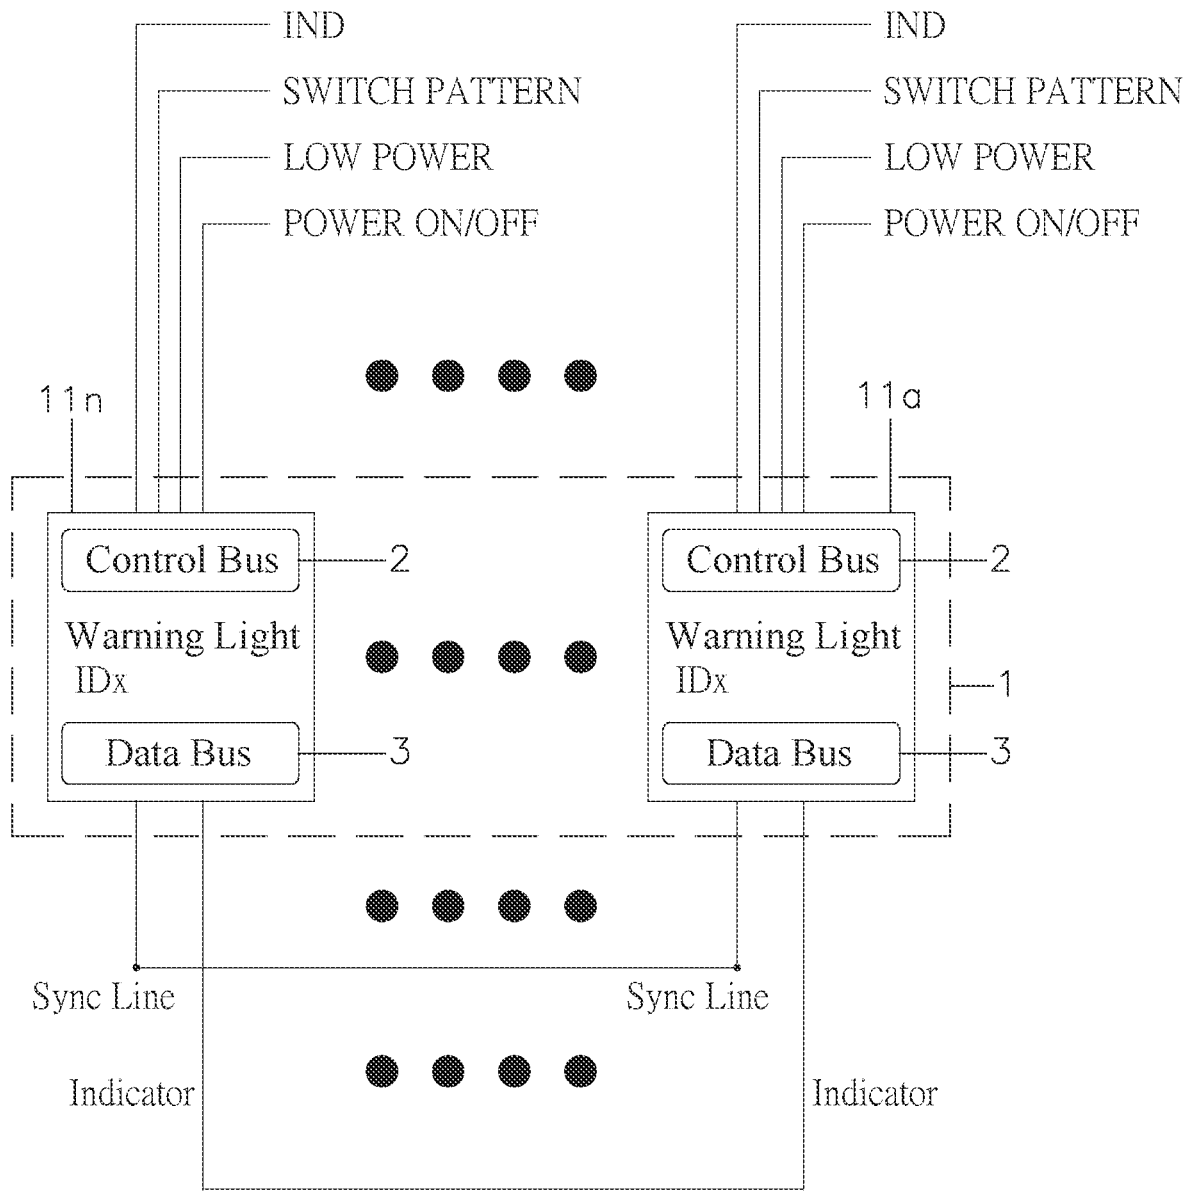 IND IND
SWITCH PATTERN SWITCH PATTERN
LOW POWER LOW POWER
POWER ON/OFF POWER ON/OFF
11n 11a
Control Bus 2 Control Bus 2
Warning Light Warning Light
IDx IDx 1
Data Bus 3 Data Bus 3
Sync Line Sync Line
Indicator Indicator